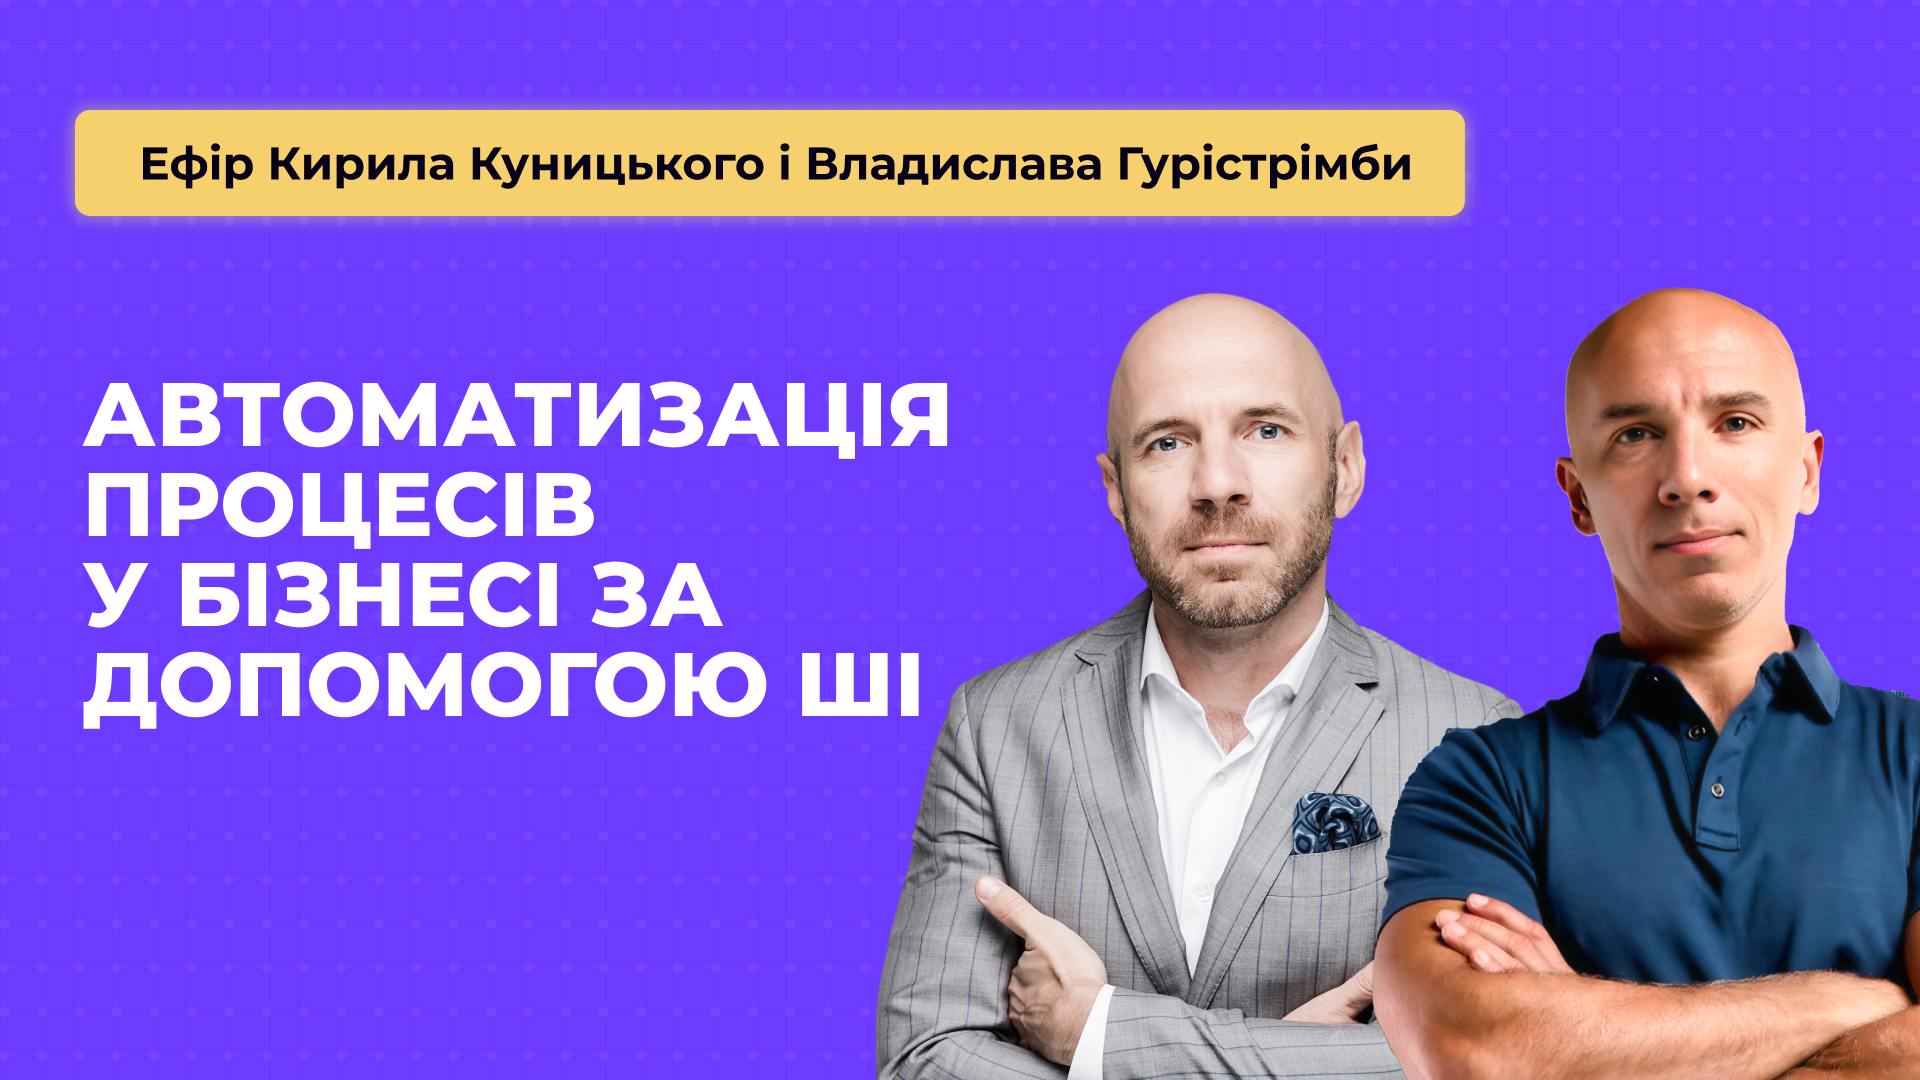 Ефір Кирила Куницького і Владислава Гурістрімби
АВТОМАТИЗАЦІЯ
ПРОЦЕСІВ
У БІЗНЕСІ ЗА
ДОПОМОГОЮ ШІ